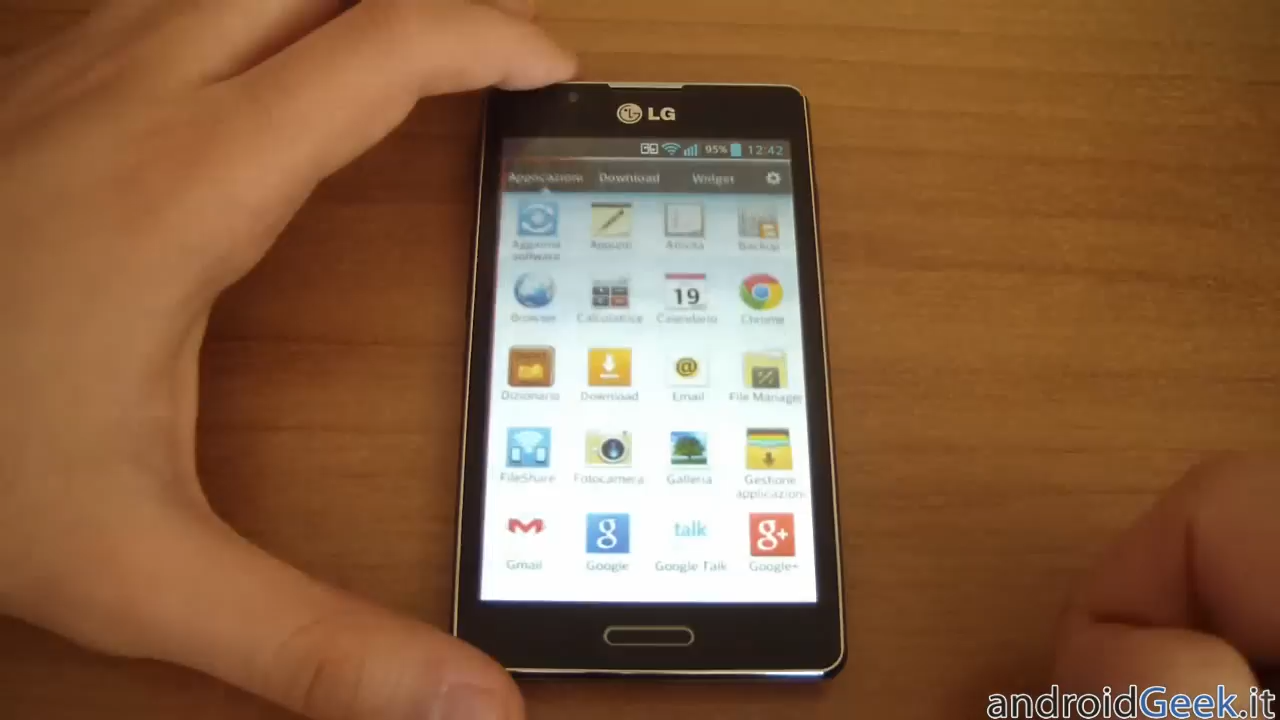 LG
95% 12:42
Applicazioni Download Widget
Aggiorna Appunti Attività Backup
software
19
Browser Calcolatrice Calendario Chrome
@
Dizionario Download Email File Manager
FileShare Fotocamera Galleria Gestione
applicazioni
g talk g+
Gmail Google Google Talk Google+
androidGeek.it